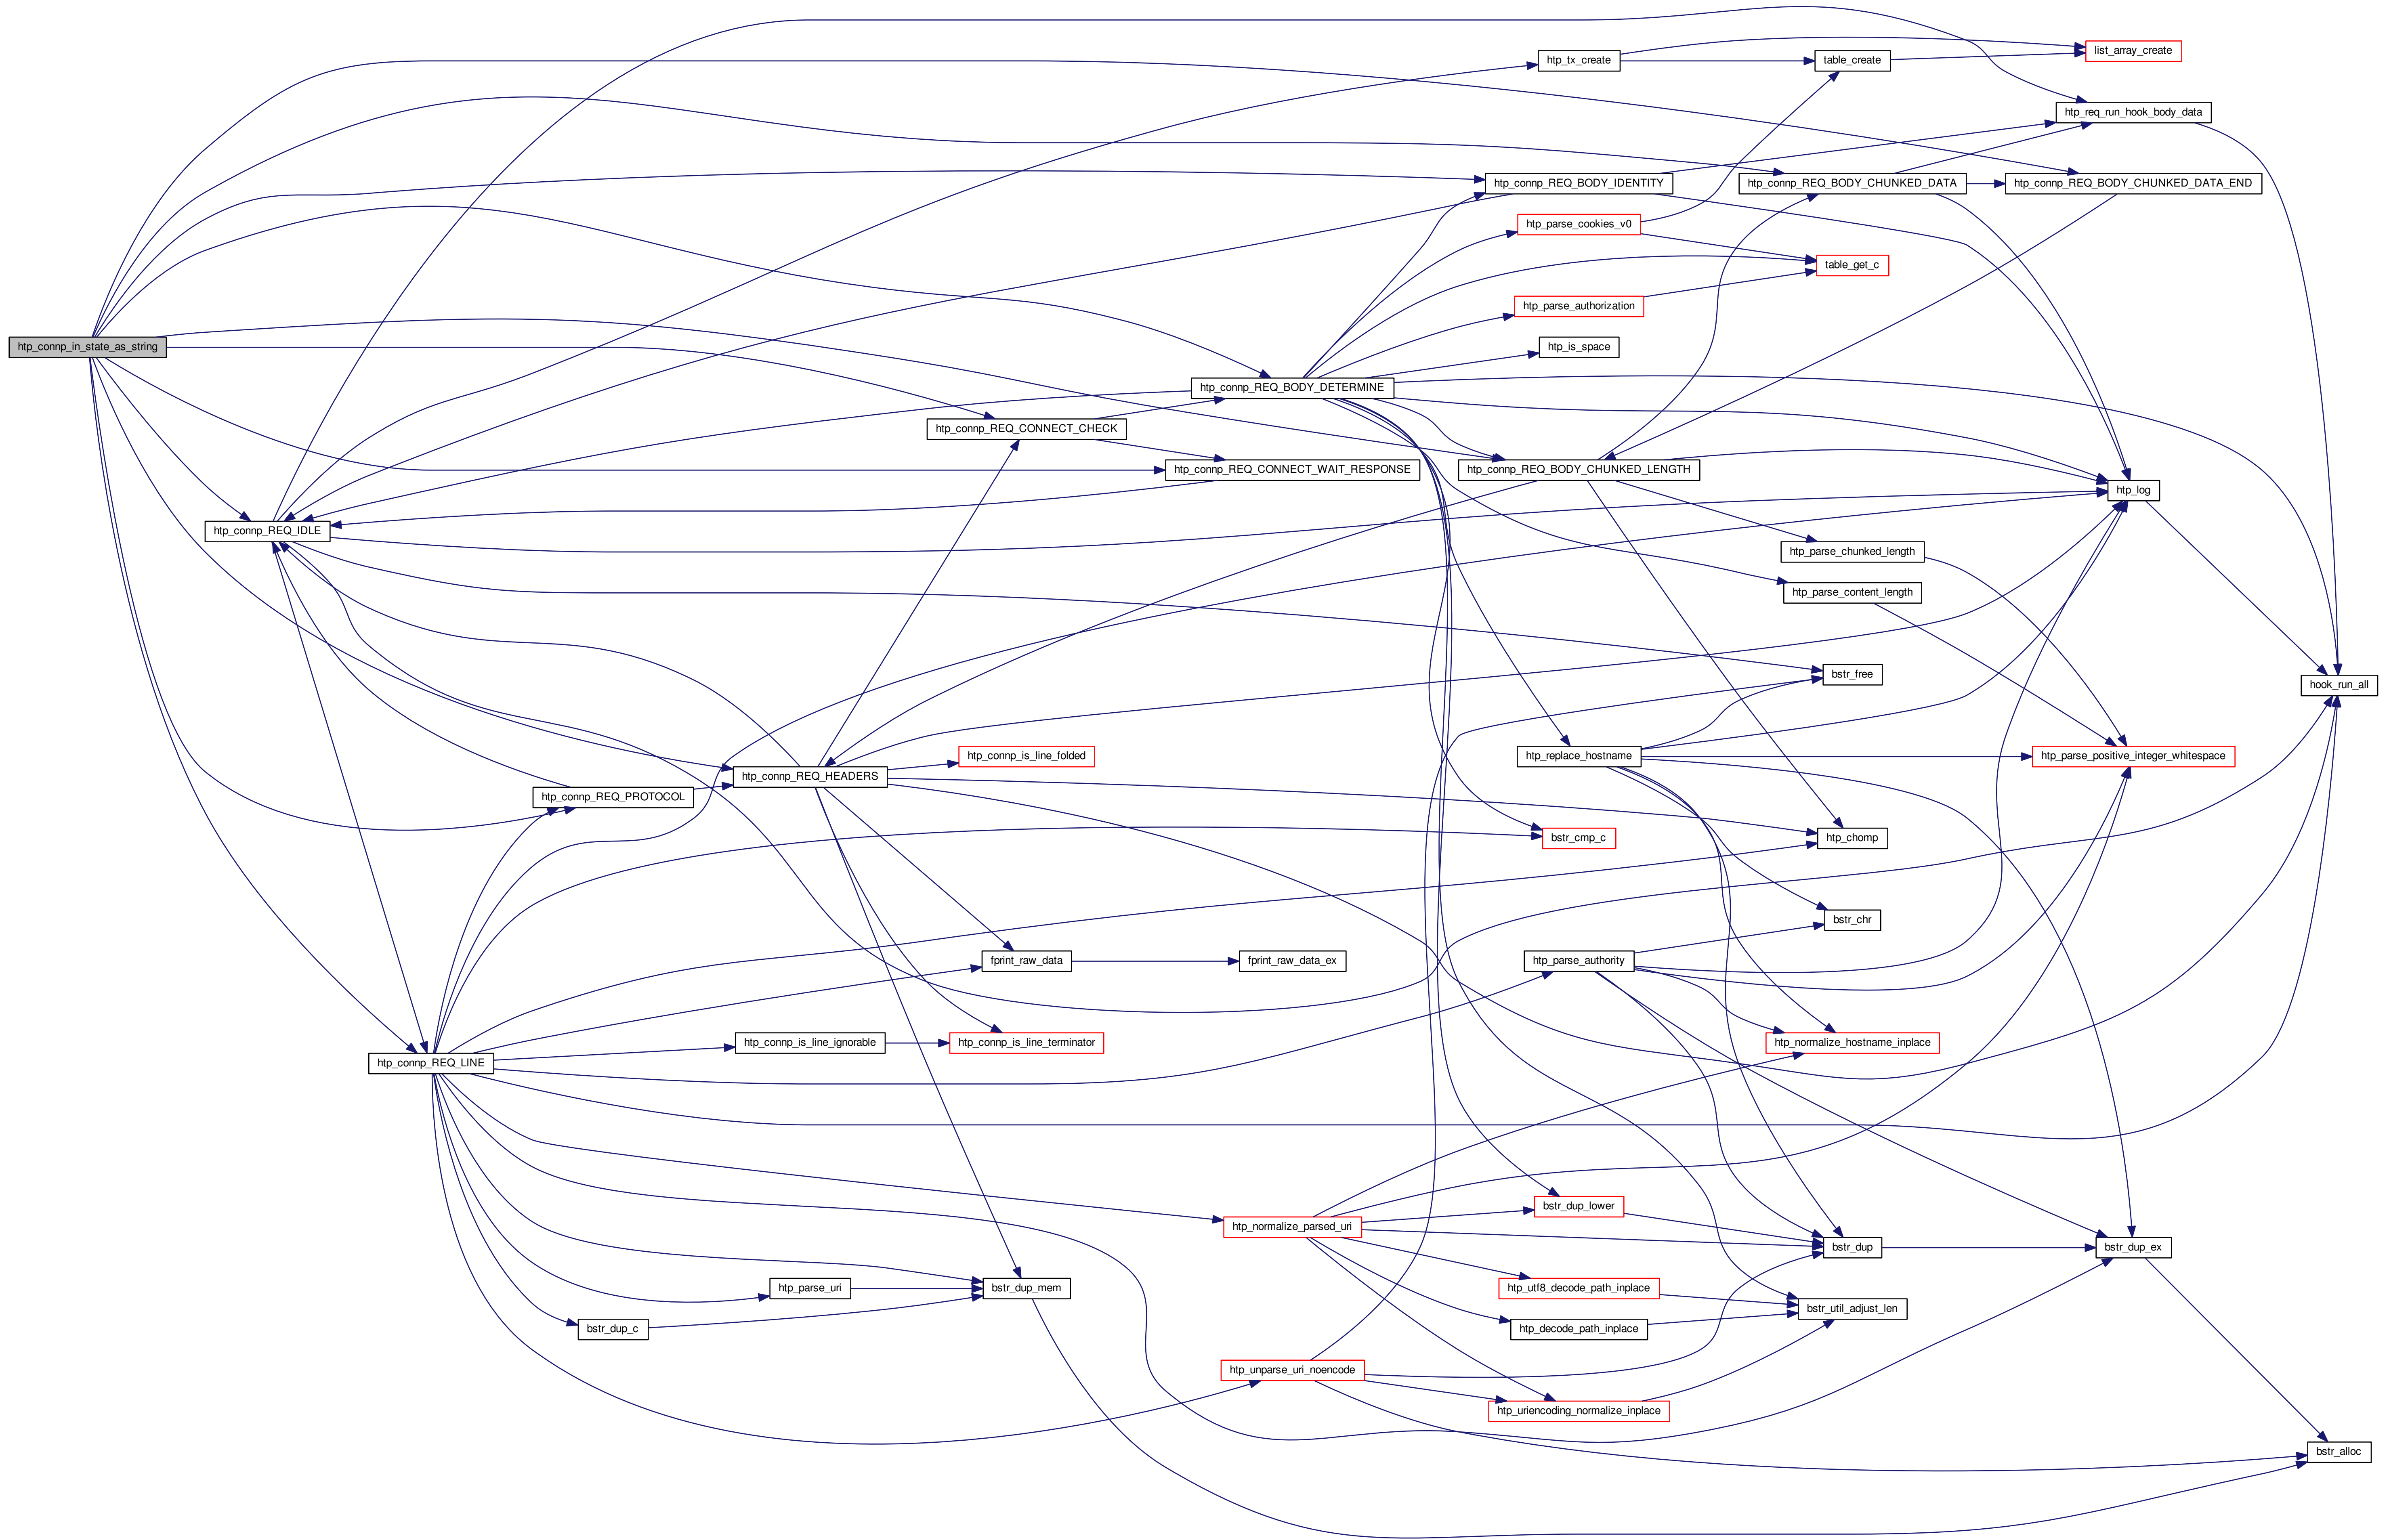 list_array_create
htp_tx_create
table_create
htp_req_run_hook_body_data
htp_connp_REQ_BODY_IDENTITY
htp_connp_REQ_BODY_CHUNKED_DATA
htp_connp_REQ_BODY_CHUNKED_DATA_END
htp_parse_cookies_v0
table_get_c
htp_parse_authorization
htp_connp_in_state_as_string
htp_is_space
htp_connp_REQ_BODY_DETERMINE
htp_connp_REQ_CONNECT_CHECK
htp_connp_REQ_CONNECT_WAIT_RESPONSE
htp_connp_REQ_BODY_CHUNKED_LENGTH
htp_log
htp_connp_REQ_IDLE
htp_parse_chunked_length
htp_parse_content_length
bstr_free
hook_run_all
htp_connp_is_line_folded
htp_replace_hostname
htp_parse_positive_integer_whitespace
htp_connp_REQ_HEADERS
htp_connp_REQ_PROTOCOL
bstr_cmp_c
htp_chomp
bstr_chr
fprint_raw_data
fprint_raw_data_ex
htp_parse_authority
htp_connp_is_line_ignorable
htp_connp_is_line_terminator
htp_normalize_hostname_inplace
htp_connp_REQ_LINE
bstr_dup_lower
htp_normalize_parsed_uri
bstr_dup
bstr_dup_ex
htp_parse_uri
bstr_dup_mem
htp_utf8_decode_path_inplace
bstr_util_adjust_len
bstr_dup_c
htp_decode_path_inplace
htp_unparse_uri_noencode
htp_uriencoding_normalize_inplace
bstr_alloc